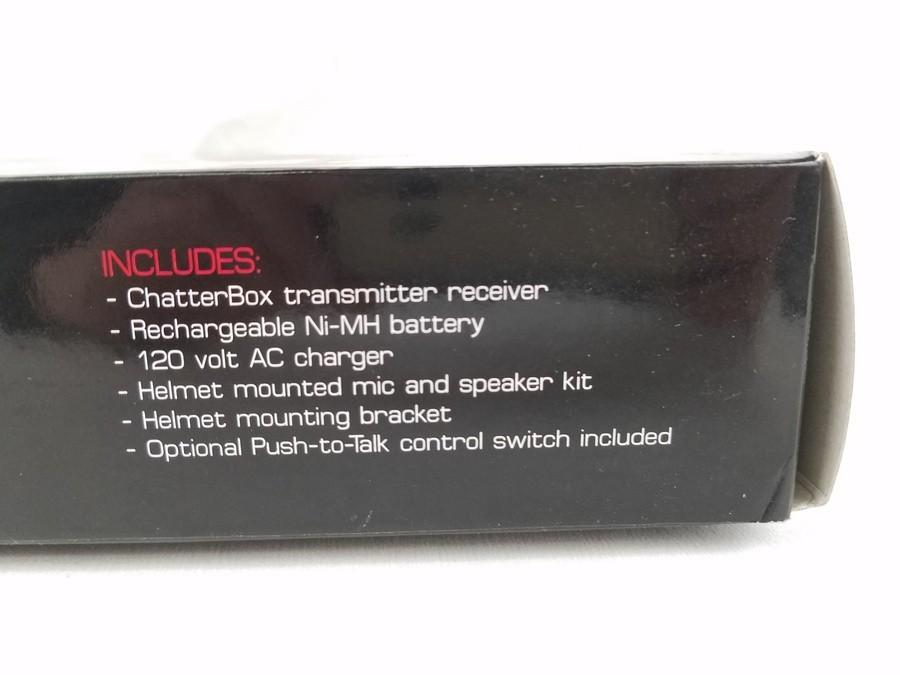 INCLUDES:
- ChatterBox transmitter receiver
- Rechargeable Ni-MH battery
- 120 volt AC charger
- Helmet mounted mic and speaker kit
- Helmet mounting bracket
- Optional Push-to-Talk control switch included